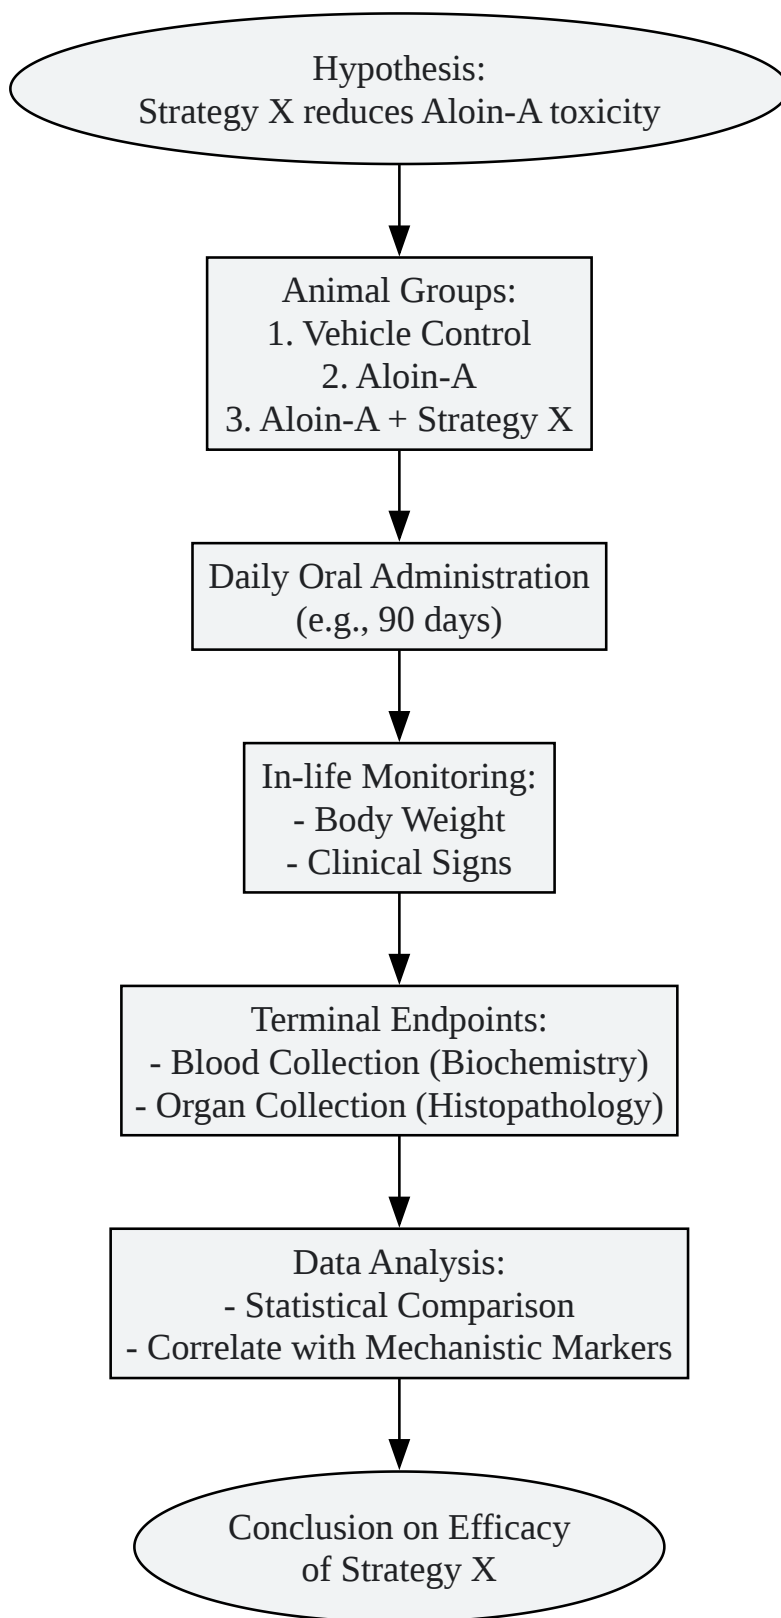 Hypothesis:
Strategy X reduces Aloin-A toxicity
Animal Groups:
1. Vehicle Control
2. Aloin-A
3. Aloin-A + Strategy X
Daily Oral Administration
(e.g., 90 days)
In-life Monitoring:
- Body Weight
- Clinical Signs
Terminal Endpoints:
- Blood Collection (Biochemistry)
- Organ Collection (Histopathology)
Data Analysis:
- Statistical Comparison
- Correlate with Mechanistic Markers
Conclusion on Efficacy
of Strategy X